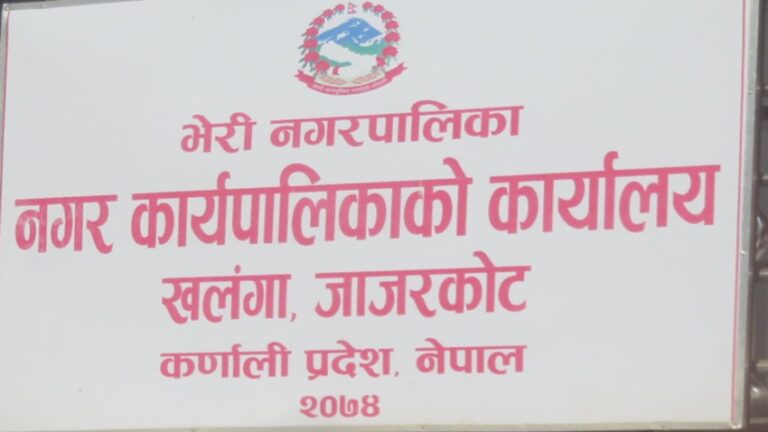 भेरी नगरपालिका
नगर कार्यपालिकाको कार्यालय
खलंगा, जाजरकोट
कर्णाली प्रदेश, नेपाल
२०७४